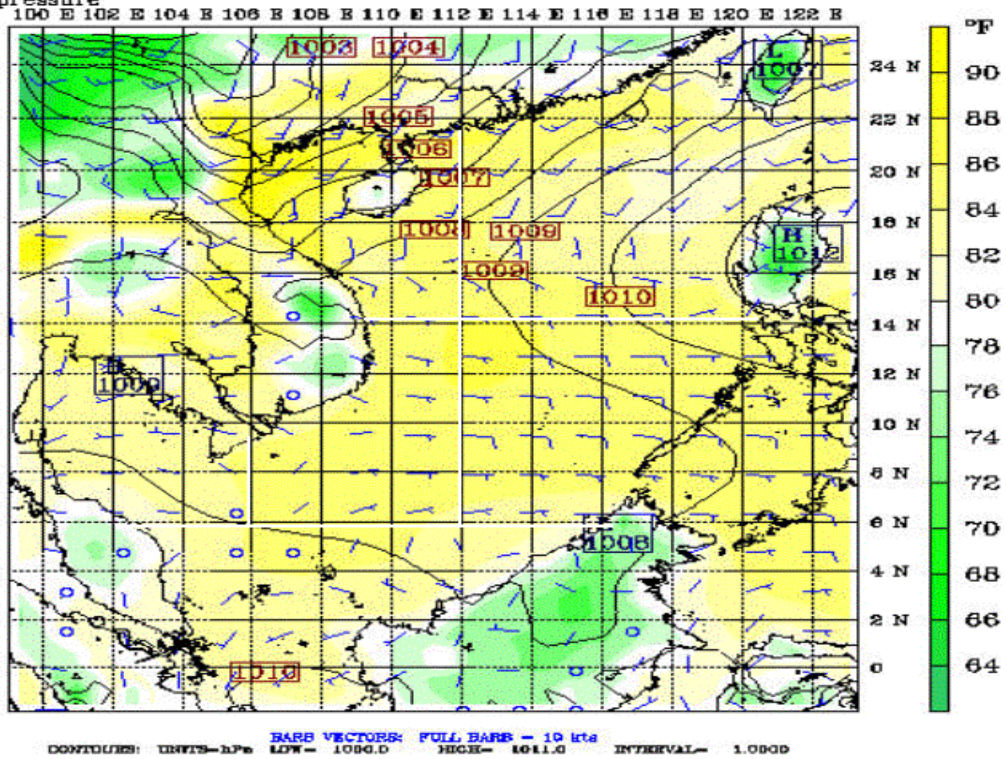 pressure
100 E 102 E 104 E 106 E 108 E 110 E 112 E 114 E 116 E 118 E 120 E 122 E
°F
1003 1004
L
1007
24 N
90
1005
22 N
88
1006
20 N
86
1007
18 N
84
1008 1009
H
1012
82
1009
16 N
80
1010
14 N
78
H
1009
12 N
76
10 N
74
8 N
72
6 N
70
L
1008
4 N
68
2 N
66
1010
0
64
BARB VECTORS: FULL BARB = 10 kts
CONTOURS: UNITS=hPa LOW= 1000.0 HIGH= 1011.0 INTERVAL= 1.0000